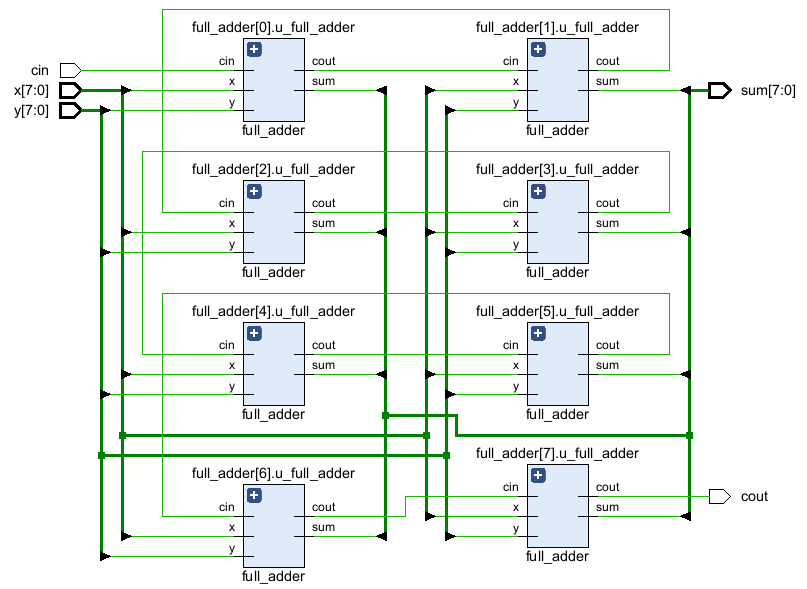 full_adder[0].u_full_adder
full_adder[1].u_full_adder
cin
cin
cout
cin
cout
x[7:0]
x
sum
x
sum
sum[7:0]
y[7:0]
y
y
full_adder
full_adder
full_adder[2].u_full_adder
full_adder[3].u_full_adder
cin
cout
cin
cout
x
sum
x
sum
y
y
full_adder
full_adder
full_adder[4].u_full_adder
full_adder[5].u_full_adder
cin
cout
cin
cout
x
sum
x
sum
y
y
full_adder
full_adder
full_adder[6].u_full_adder
full_adder[7].u_full_adder
cin
cout
cin
cout
cout
x
sum
x
sum
y
y
full_adder
full_adder